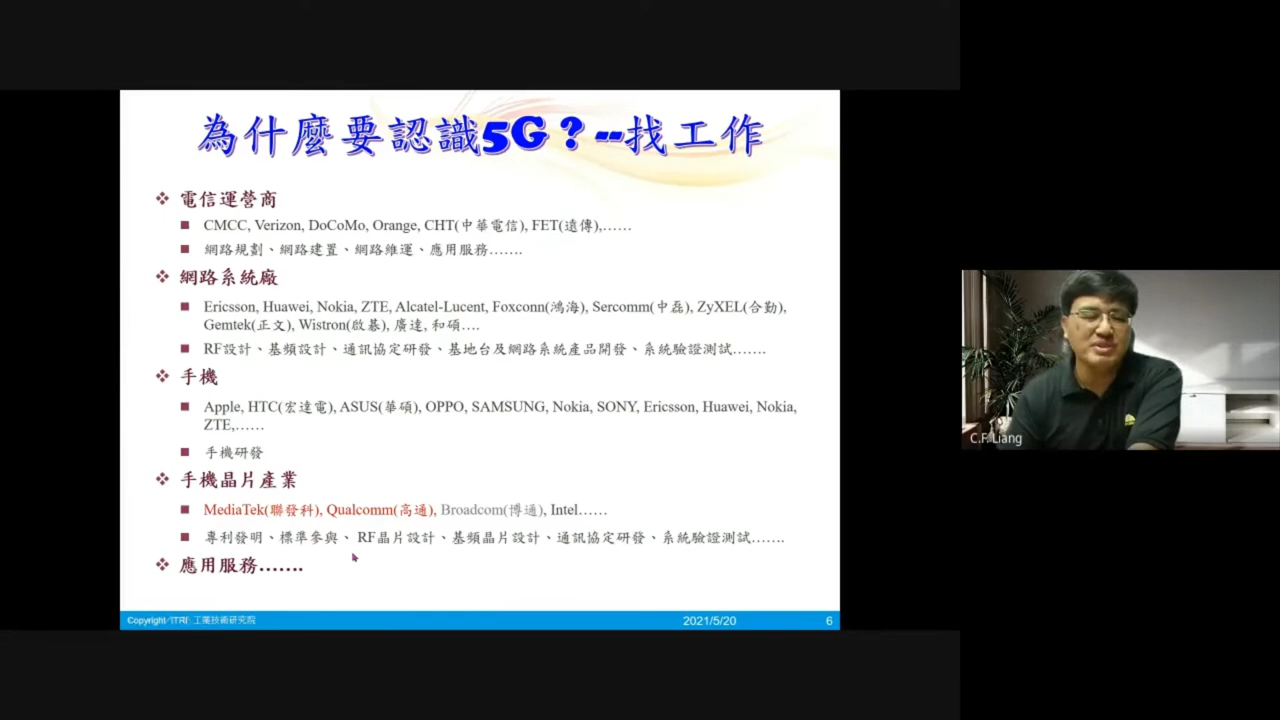 為什麼要認識5G？--找工作
❖ 電信運營商
■ CMCC, Verizon, DoCoMo, Orange, CHT(中華電信), FET(遠傳),……
■ 網路規劃、網路建置、網路維運、應用服務…….
❖ 網路系統廠
■ Ericsson, Huawei, Nokia, ZTE, Alcatel-Lucent, Foxconn(鴻海), Sercomm(中磊), ZyXEL(合勤),
Gemtek(正文), Wistron(啟碁), 廣達, 和碩….
■ RF設計、基頻設計、通訊協定研發、基地台及網路系統產品開發、系統驗證測試…….
❖ 手機
■ Apple, HTC(宏達電), ASUS(華碩), OPPO, SAMSUNG, Nokia, SONY, Ericsson, Huawei, Nokia,
ZTE,……
■ 手機研發
❖ 手機晶片產業
■ MediaTek(聯發科), Qualcomm(高通), Broadcom(博通), Intel……
■ 專利發明、標準參與、 RF晶片設計、基頻晶片設計、通訊協定研發、系統驗證測試…….
❖ 應用服務…….
Copyright ITRI 工業技術研究院
2021/5/20
6
C.F. Liang